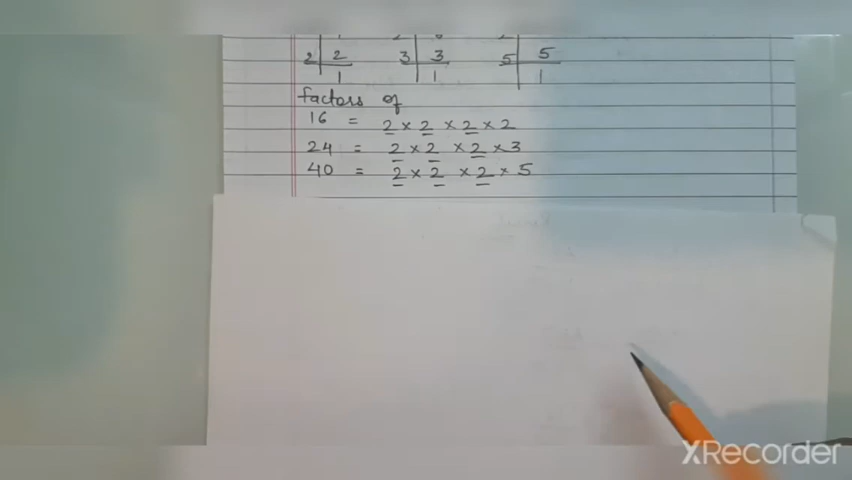 2 2 3 3 5 5
1 1 1
factors of
16 = 2 × 2 × 2 × 2
24 = 2 × 2 × 2 × 3
40 = 2 × 2 × 2 × 5
XRecorder